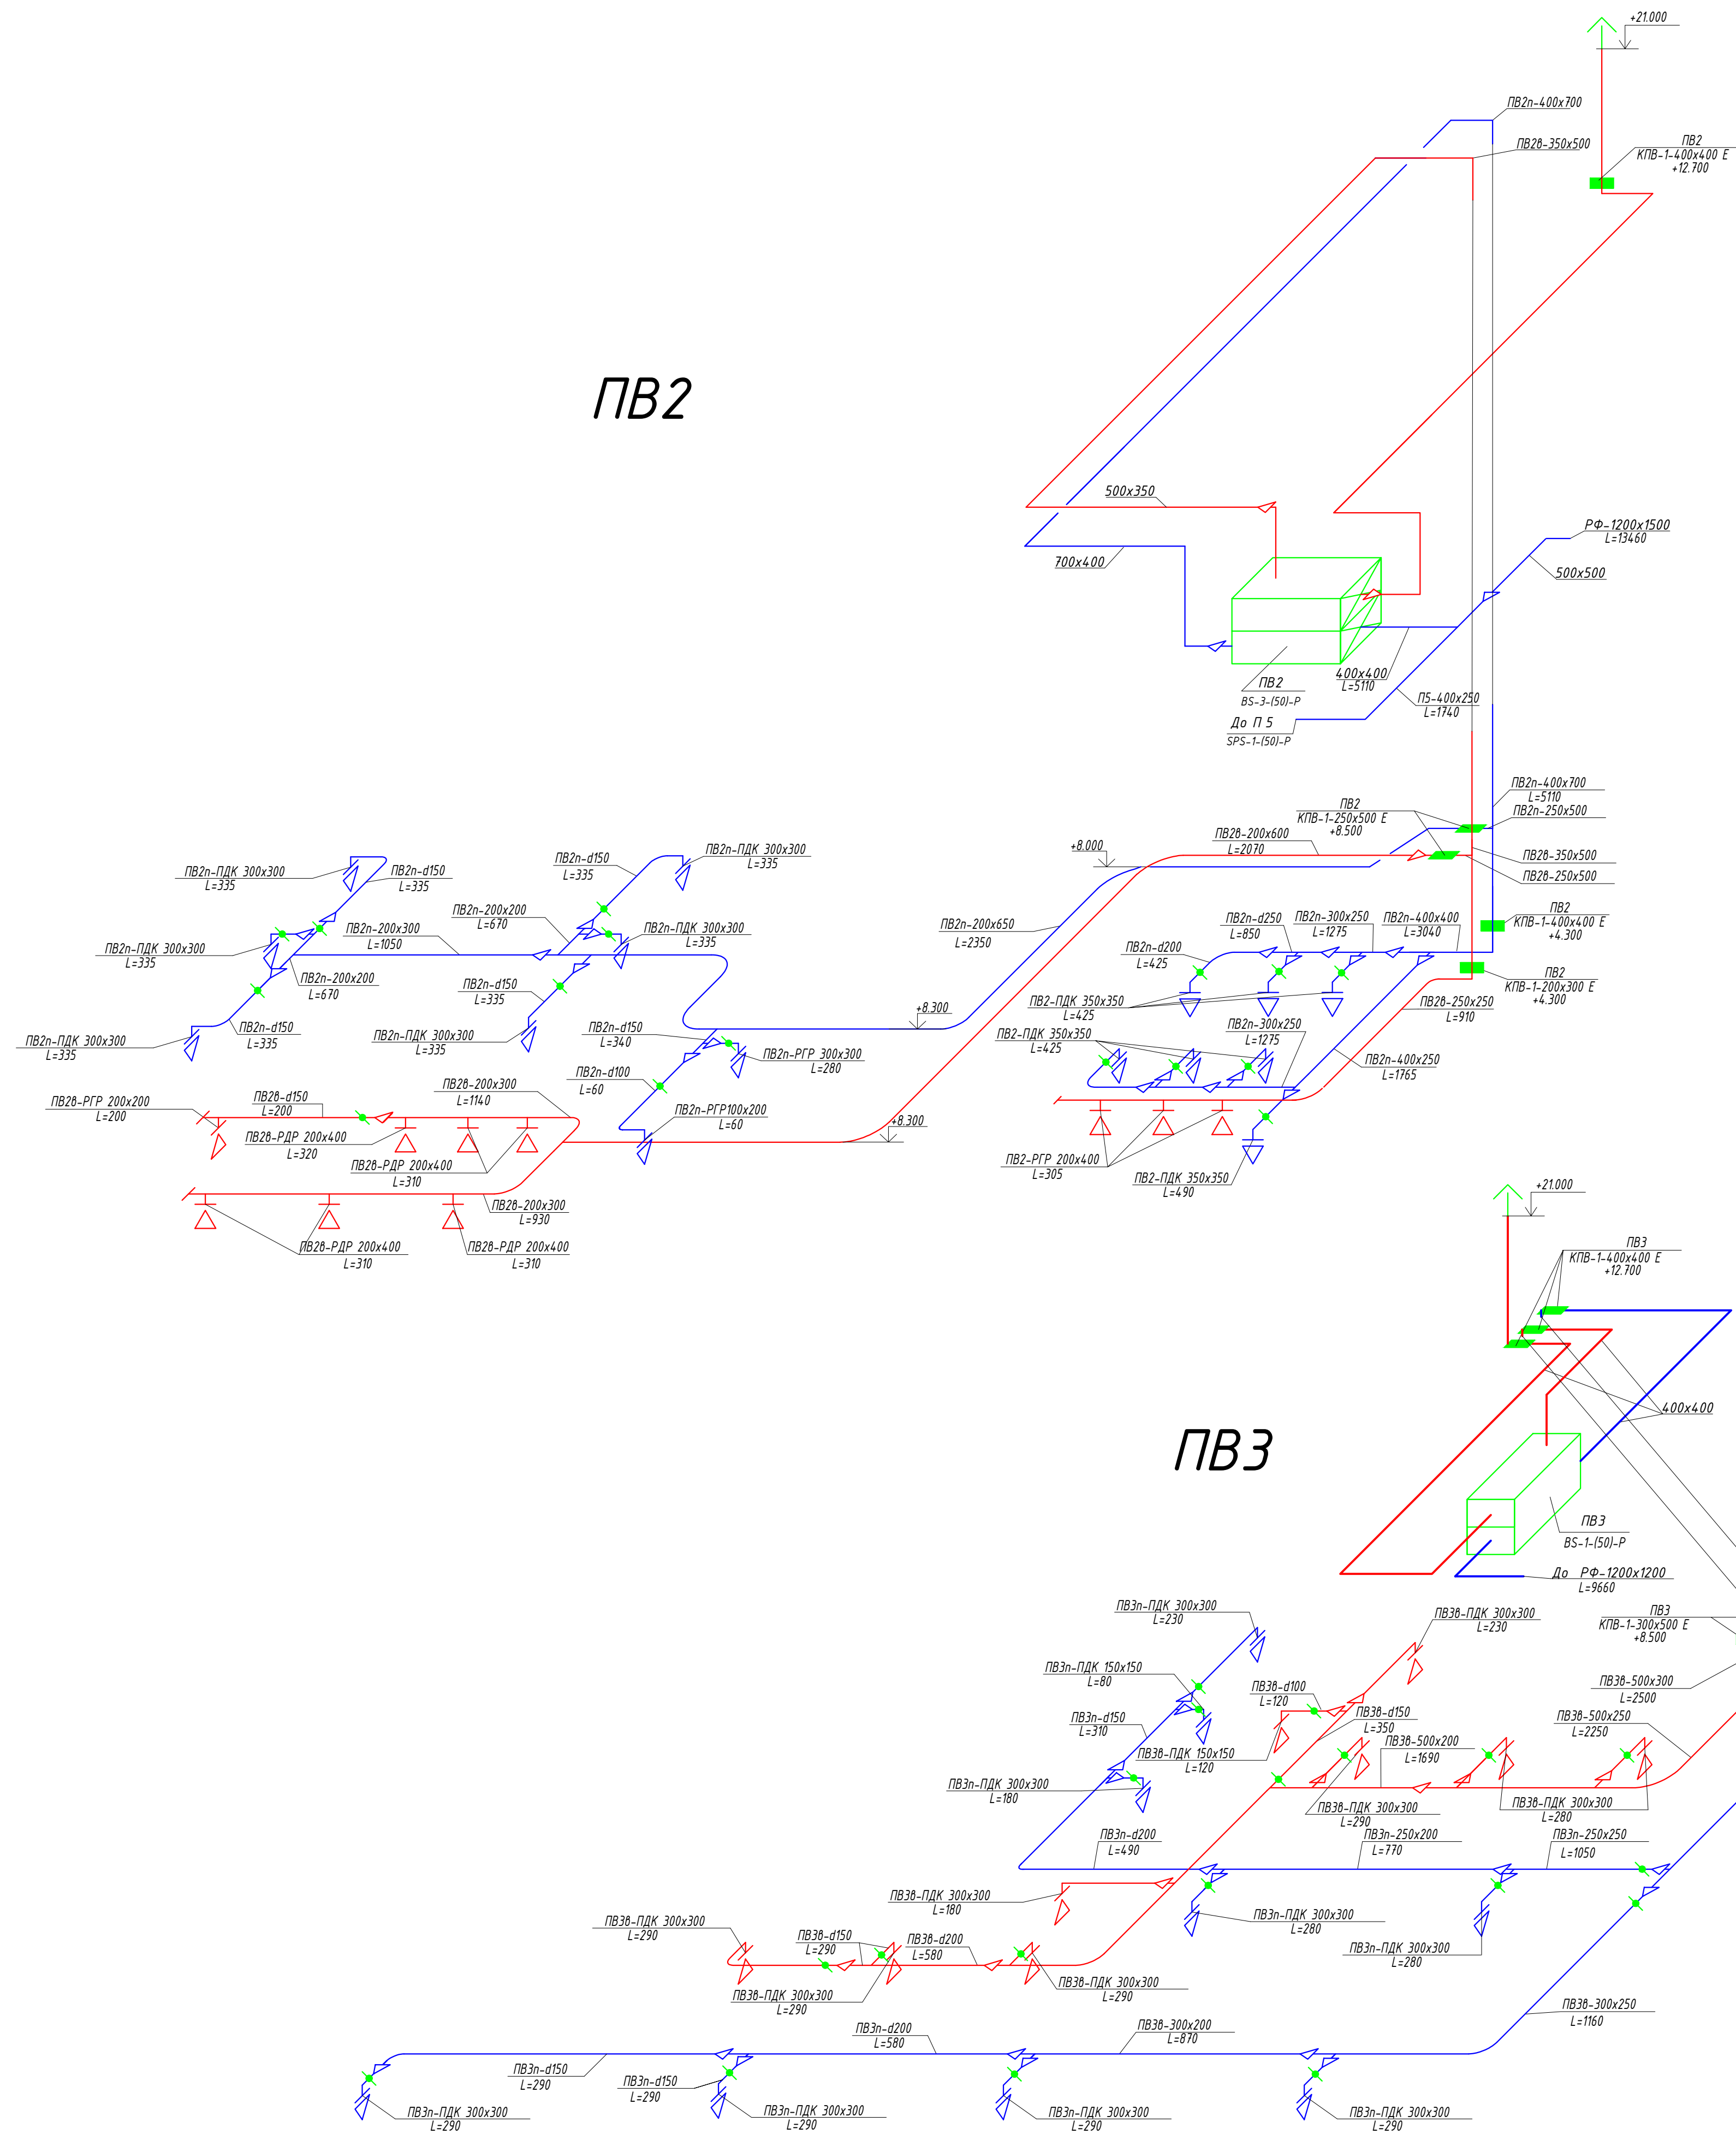 +21.000
ПВ2п-400х700
ПВ2в-350х500
ПВ2
КПВ-1-400х400 Е
+12.700
ПВ2
500х350
700х400
РФ-1200х1500
L=13460
500х500
400х400
L=5110
ПВ2
BS-3-(50)-Р
П5-400х250
L=1740
До П 5
SPS-1-(50)-Р
ПВ2п-400х700
L=5110
ПВ2п-250х500
ПВ2
КПВ-1-250х500 Е
+8.500
ПВ2в-200х600
L=2070
+8.000
ПВ2в-350х500
ПВ2в-250х500
ПВ2п-ПДК 300х300
L=335
ПВ2п-d150
L=335
ПВ2п-d150
L=335
ПВ2п-ПДК 300х300
L=335
ПВ2п-200х200
L=670
ПВ2п-200х300
L=1050
ПВ2п-ПДК 300х300
L=335
ПВ2п-ПДК 300х300
L=335
ПВ2п-200х650
L=2350
ПВ2п-d250
L=850
ПВ2п-300х250
L=1275
ПВ2п-400х400
L=3040
ПВ2
КПВ-1-400х400 Е
+4.300
ПВ2п-d200
L=425
ПВ2п-200х200
L=670
ПВ2п-d150
L=335
ПВ2
КПВ-1-200х300 Е
+4.300
ПВ2-ПДК 350х350
L=425
ПВ2в-250х250
L=910
+8.300
ПВ2п-d150
L=335
ПВ2п-ПДК 300х300
L=335
ПВ2п-ПДК 300х300
L=335
ПВ2п-d150
L=340
ПВ2п-РГР 300х300
L=280
ПВ2-ПДК 350х350
L=425
ПВ2п-300х250
L=1275
ПВ2п-400х250
L=1765
ПВ2п-d100
L=60
ПВ2в-РГР 200х200
L=200
ПВ2в-d150
L=200
ПВ2в-200х300
L=1140
ПВ2п-РГР100х200
L=60
+8.300
ПВ2в-РДР 200х400
L=320
ПВ2в-РДР 200х400
L=310
ПВ2-РГР 200х400
L=305
ПВ2-ПДК 350х350
L=490
ПВ2в-200х300
L=930
ПВ2в-РДР 200х400
L=310
ПВ2в-РДР 200х400
L=310
+21.000
ПВ3
КПВ-1-400х400 Е
+12.700
400х400
ПВ3
ПВ3
BS-1-(50)-Р
До РФ-1200х1200
L=9660
ПВ3п-ПДК 300х300
L=230
ПВ3в-ПДК 300х300
L=230
ПВ3
КПВ-1-300х500 Е
+8.500
ПВ3п-ПДК 150х150
L=80
ПВ3в-d100
L=120
ПВ3в-500х300
L=2500
ПВ3п-d150
L=310
ПВ3в-d150
L=350
ПВ3в-500х250
L=2250
ПВ3в-ПДК 150х150
L=120
ПВ3в-500х200
L=1690
ПВ3п-ПДК 300х300
L=180
ПВ3в-ПДК 300х300
L=290
ПВ3в-ПДК 300х300
L=280
ПВ3п-d200
L=490
ПВ3п-250х200
L=770
ПВ3п-250х250
L=1050
ПВ3в-ПДК 300х300
L=180
ПВ3п-ПДК 300х300
L=280
ПВ3в-ПДК 300х300
L=290
ПВ3в-d150
L=290
ПВ3в-d200
L=580
ПВ3п-ПДК 300х300
L=280
ПВ3в-ПДК 300х300
L=290
ПВ3в-ПДК 300х300
L=290
ПВ3в-300х250
L=1160
ПВ3п-d200
L=580
ПВ3в-300х200
L=870
ПВ3п-d150
L=290
ПВ3п-d150
L=290
ПВ3п-ПДК 300х300
L=290
ПВ3п-ПДК 300х300
L=290
ПВ3п-ПДК 300х300
L=290
ПВ3п-ПДК 300х300
L=290